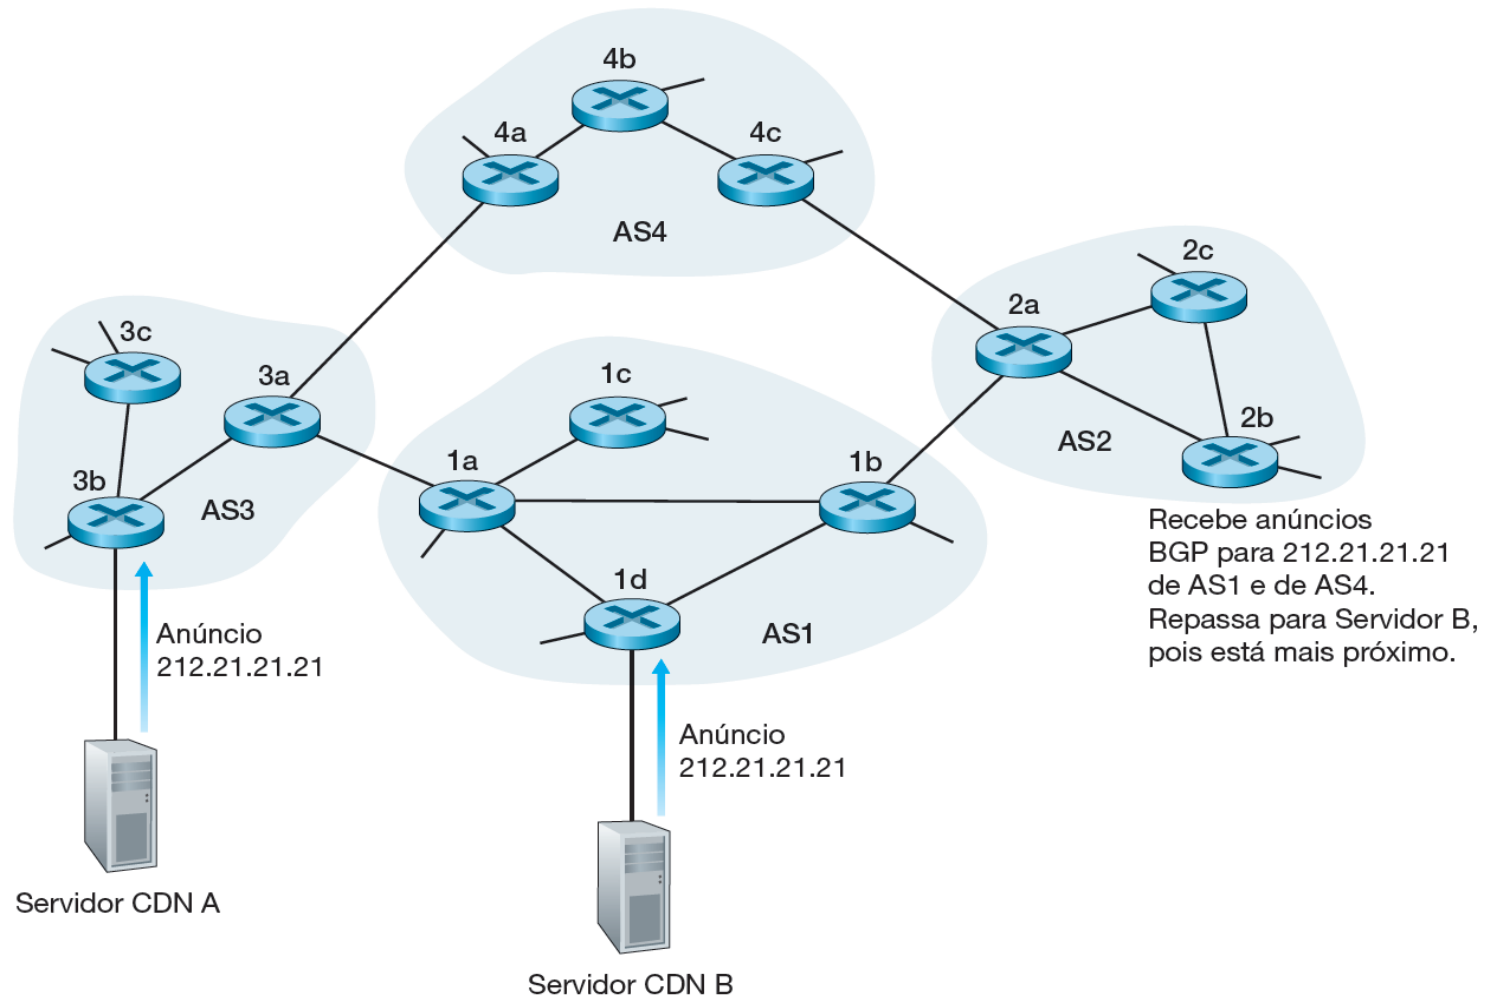 4b
4a
4c
AS4
2c
2a
3c
3a
1c
2b
AS2
1a
1b
3b
AS3
Recebe anúncios
BGP para 212.21.21.21
de AS1 e de AS4.
Repassa para Servidor B,
pois está mais próximo.
1d
AS1
Anúncio
212.21.21.21
Anúncio
212.21.21.21
Servidor CDN A
Servidor CDN B